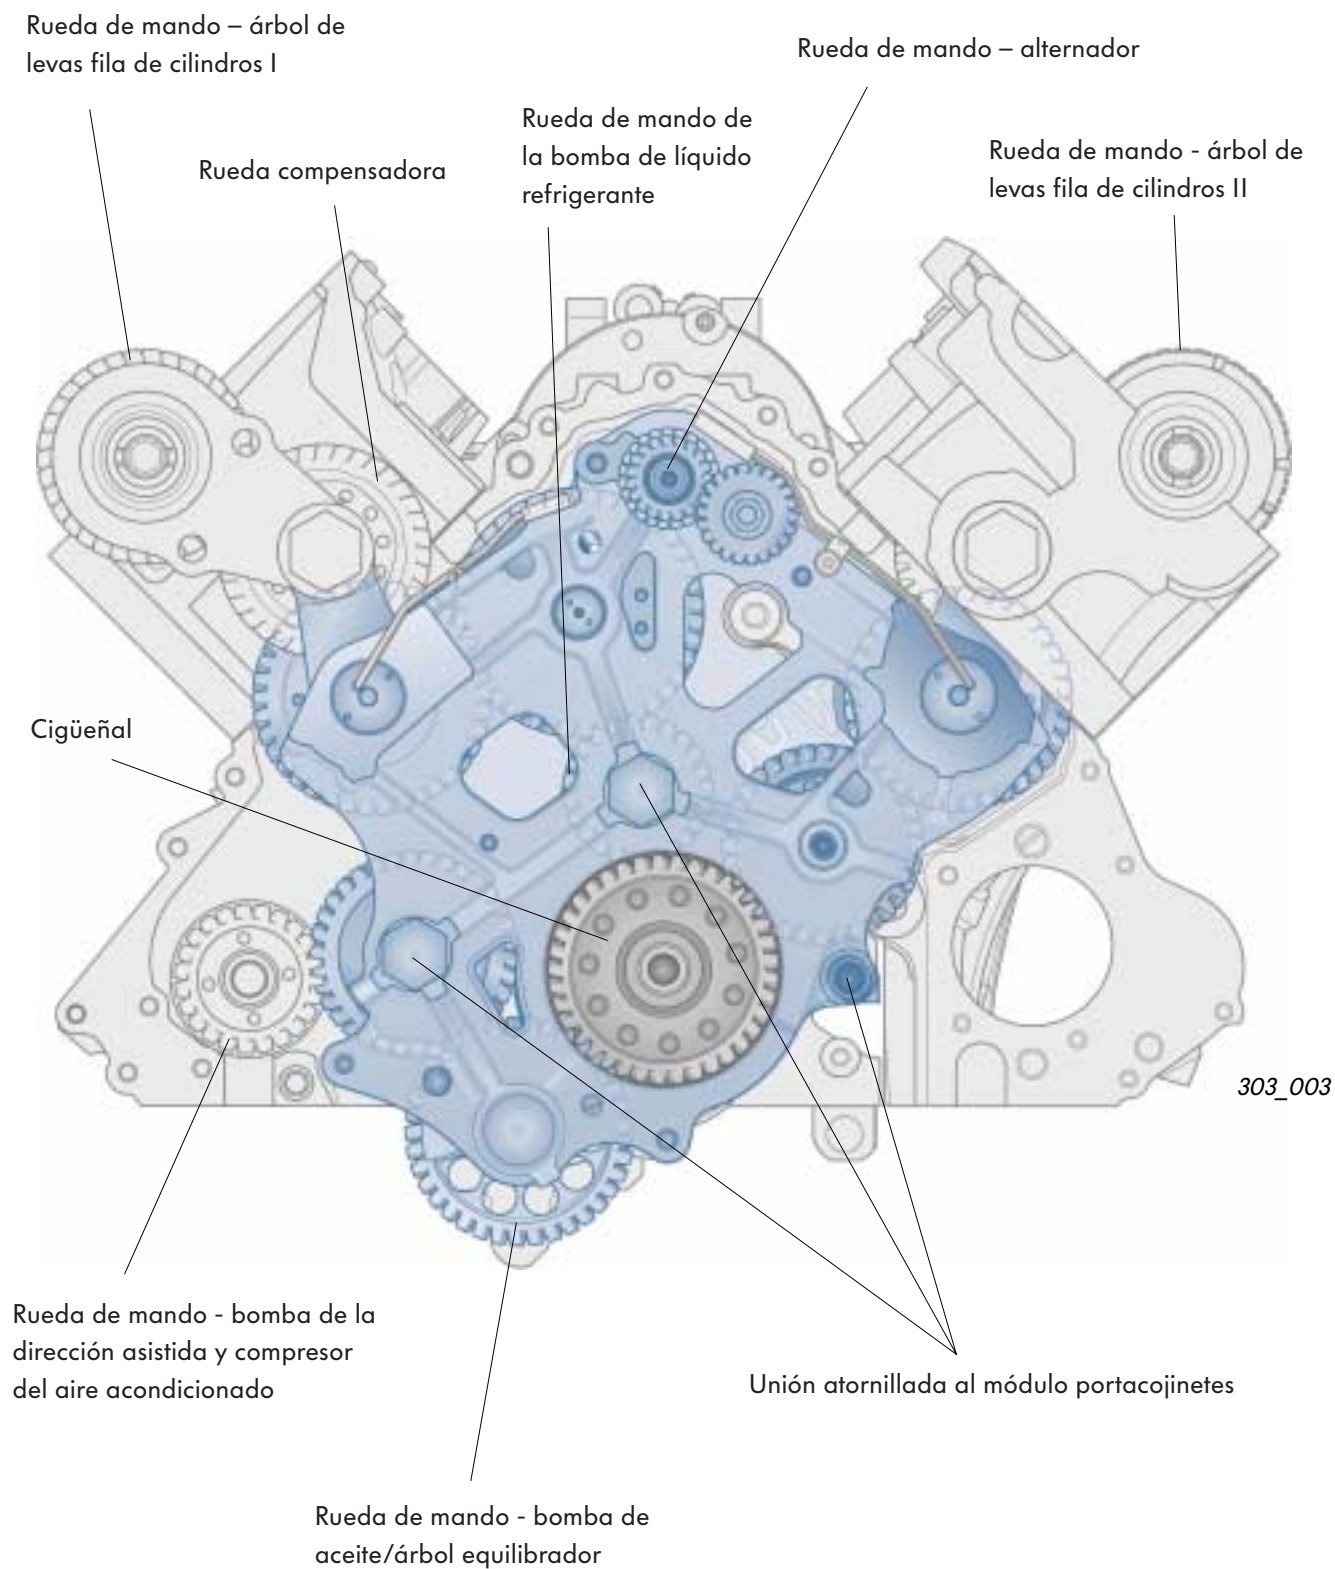 Rueda de mando – árbol de
levas fila de cilindros I
Rueda de mando – alternador
Rueda de mando de
la bomba de líquido
refrigerante
Rueda de mando - árbol de
levas fila de cilindros II
Rueda compensadora
Cigüeñal
303_003
Rueda de mando - bomba de la
dirección asistida y compresor
del aire acondicionado
Unión atornillada al módulo portacojinetes
Rueda de mando - bomba de
aceite/árbol equilibrador